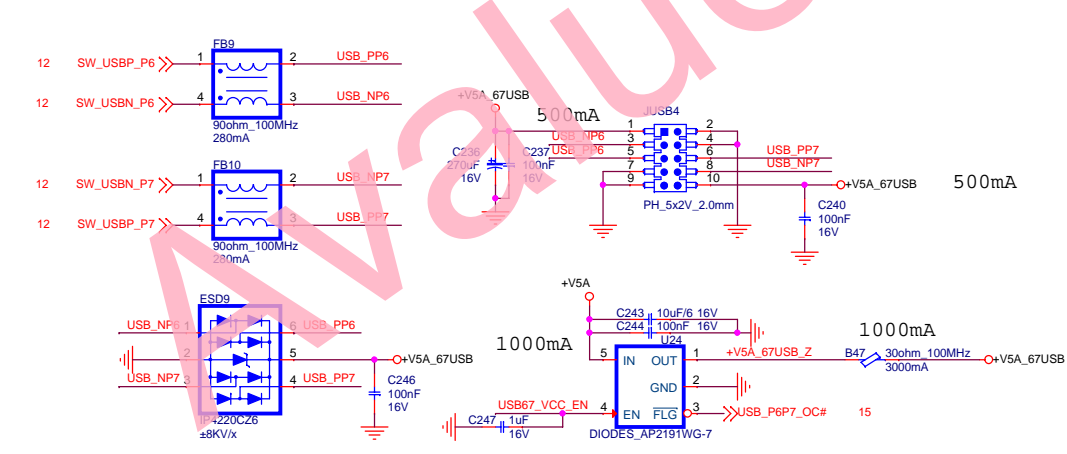 FB9
12 SW_USBP_P6 1 2 USB_PP6
12 SW_USBN_P6 4 3 USB_NP6
90ohm_100MHz
280mA
FB10
12 SW_USBN_P7 1 2 USB_NP7
12 SW_USBP_P7 4 3 USB_PP7
90ohm_100MHz
280mA
+V5A_67USB
500mA
JUSB4
1 2
USB_NP6 3 4
USB_PP6 5 6 USB_PP7
7 8 USB_NP7
9 10 +V5A_67USB
500mA
C236
270uF
16V
C237
100nF
16V
PH_5x2V_2.0mm
C240
100nF
16V
ESD9
USB_NP6 1 6 USB_PP6
2 5 +V5A_67USB
USB_NP7 3 4 USB_PP7
IP4220CZ6
±8KV/x
C246
100nF
16V
+V5A
C243 10uF/6 16V
C244 100nF 16V
U24
1000mA
1000mA
5 IN OUT 1 +V5A_67USB_Z B47 30ohm_100MHz +V5A_67USB
3000mA
GND 2
USB67_VCC_EN 4 EN FLG 3 USB_P6P7_OC# 15
C247 1uF
16V
DIODES_AP2191WG-7
Avalue